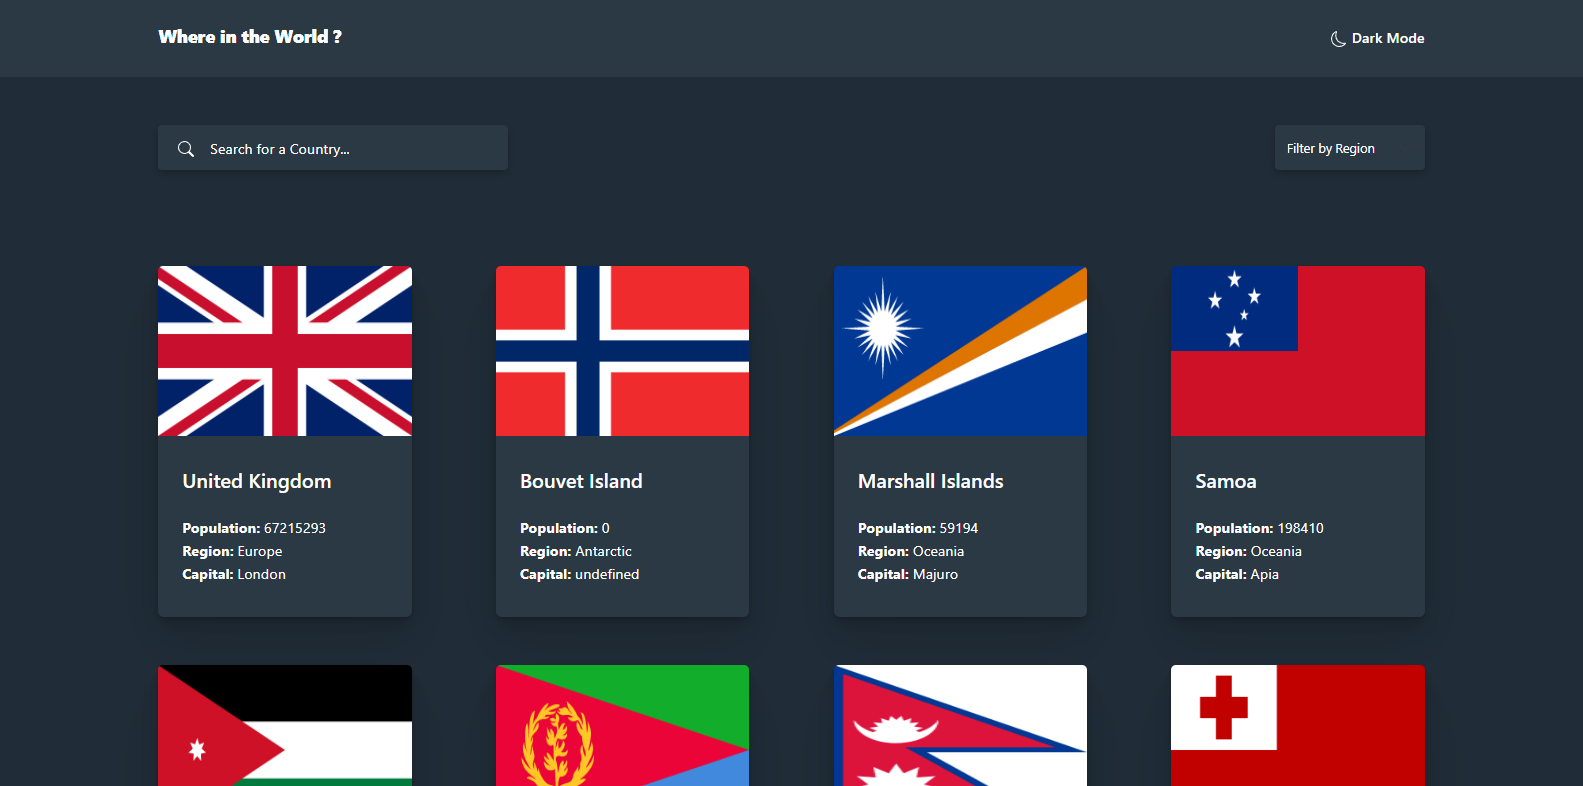 Where in the World ?
Dark Mode
Search for a Country...
Filter by Region
United Kingdom
Population: 67215293
Region: Europe
Capital: London
Bouvet Island
Population: 0
Region: Antarctic
Capital: undefined
Marshall Islands
Population: 59194
Region: Oceania
Capital: Majuro
Samoa
Population: 198410
Region: Oceania
Capital: Apia